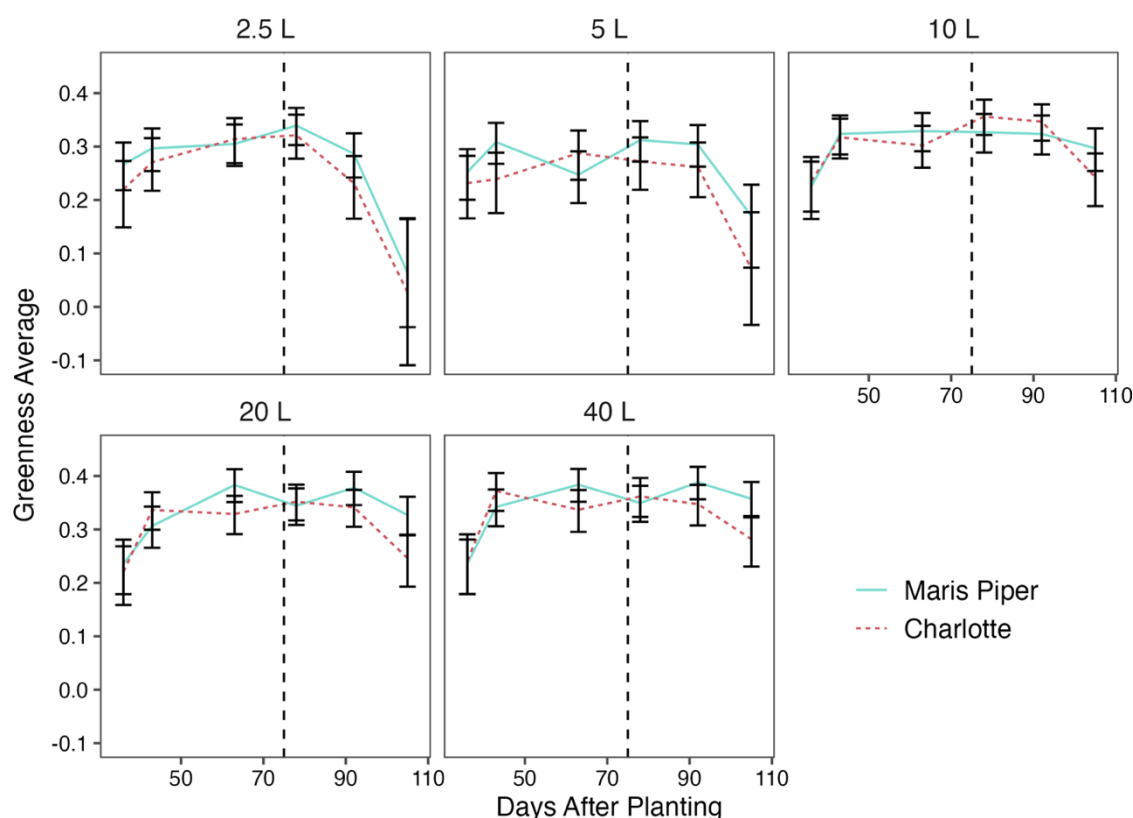 2.5 L
5 L
10 L
0.4
0.3
0.2
0.1
0.0
-0.1
50 70 90 110
20 L
40 L
0.4
0.3
0.2
0.1
0.0
-0.1
50 70 90 110
50 70 90 110
Greenness Average
Days After Planting
Maris Piper
Charlotte